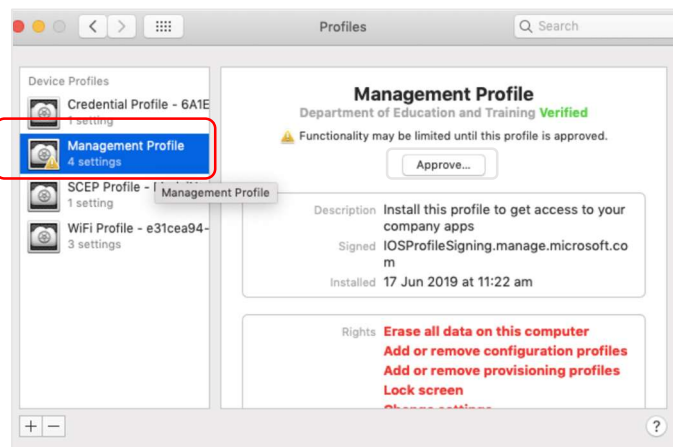 Profiles
Search
Device Profiles
Credential Profile - 6A1E
1 setting
Management Profile
4 settings
SCEP Profile -
1 setting
Management Profile
WiFi Profile - e31cea94-
3 settings
Management Profile
Department of Education and Training Verified
Functionality may be limited until this profile is approved.
Approve...
Description Install this profile to get access to your
company apps
Signed IOSProfileSigning.manage.microsoft.co
m
Installed 17 Jun 2019 at 11:22 am
Rights Erase all data on this computer
Add or remove configuration profiles
Add or remove provisioning profiles
Lock screen
Change settings
+ −
?